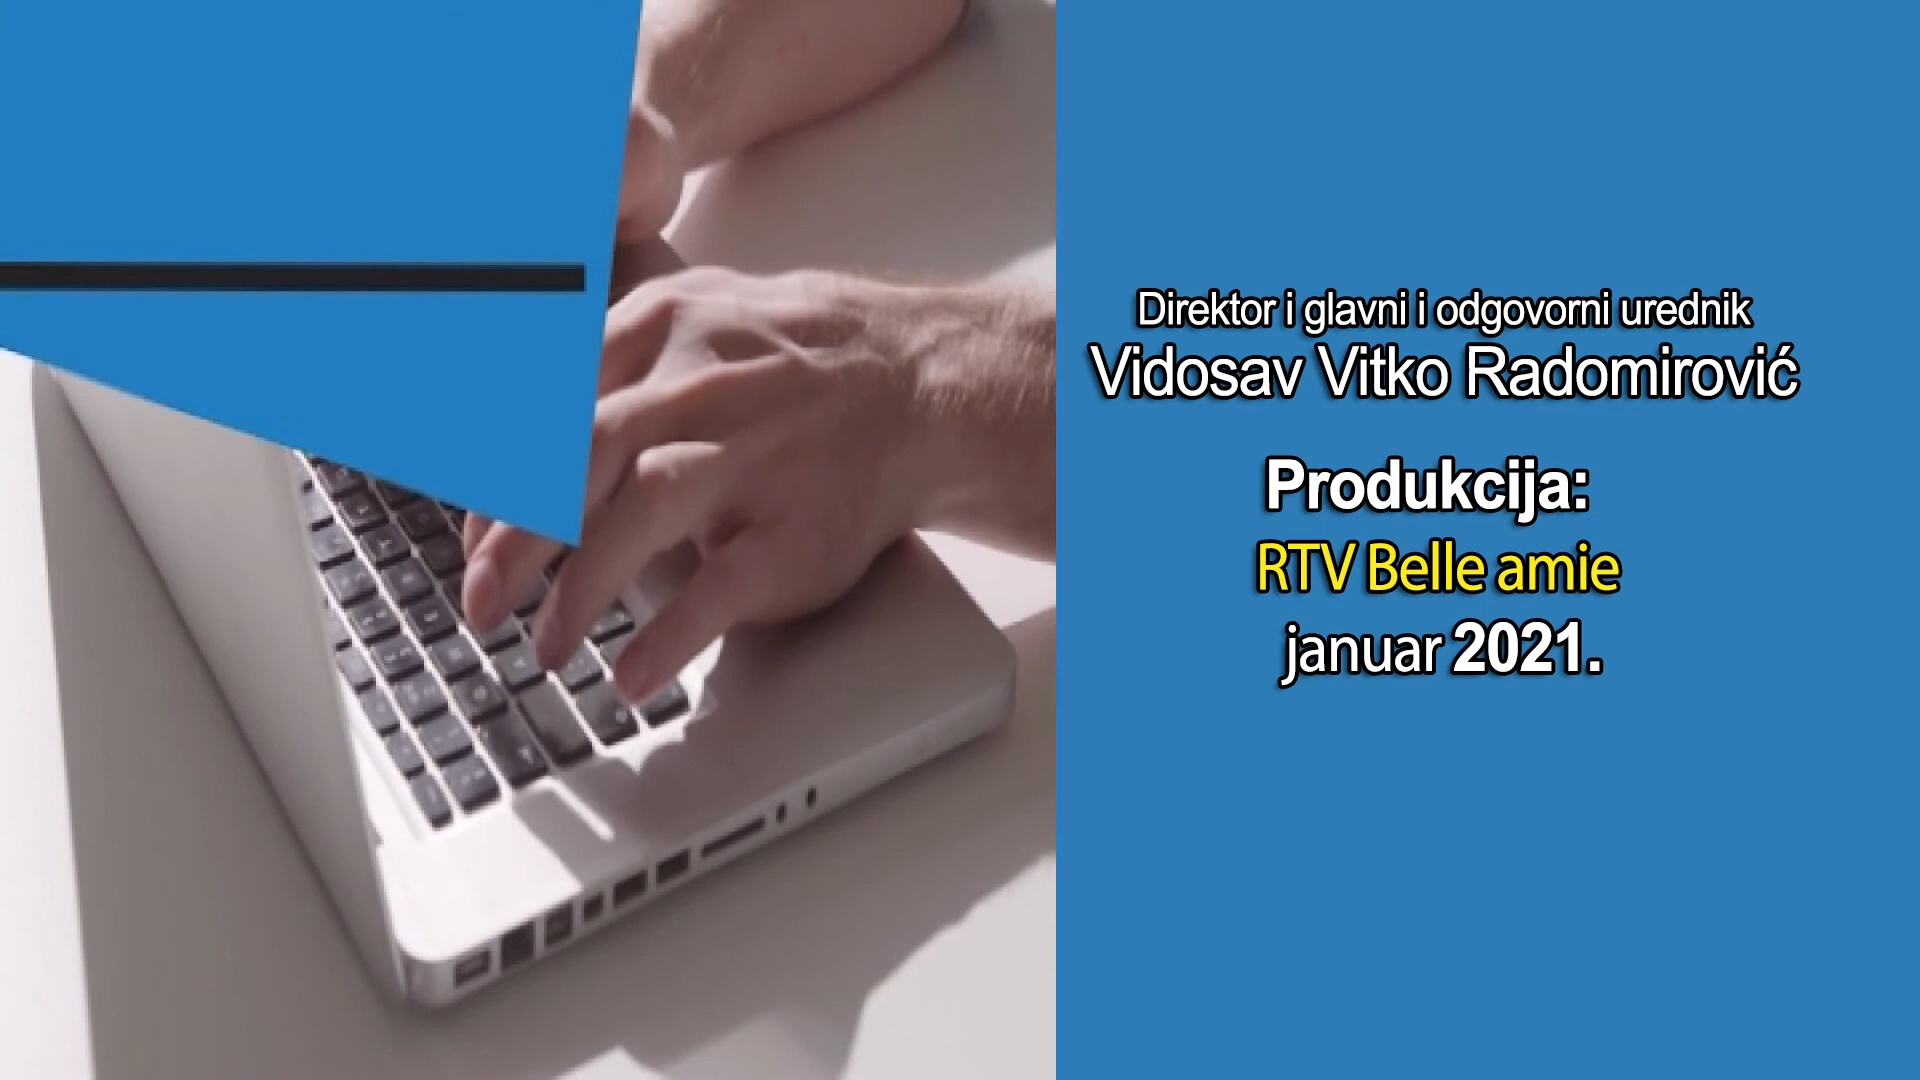 Direktor i glavni i odgovorni urednik
Vidosav Vitko Radomirović
Produkcija:
RTV Belle amie
januar 2021.